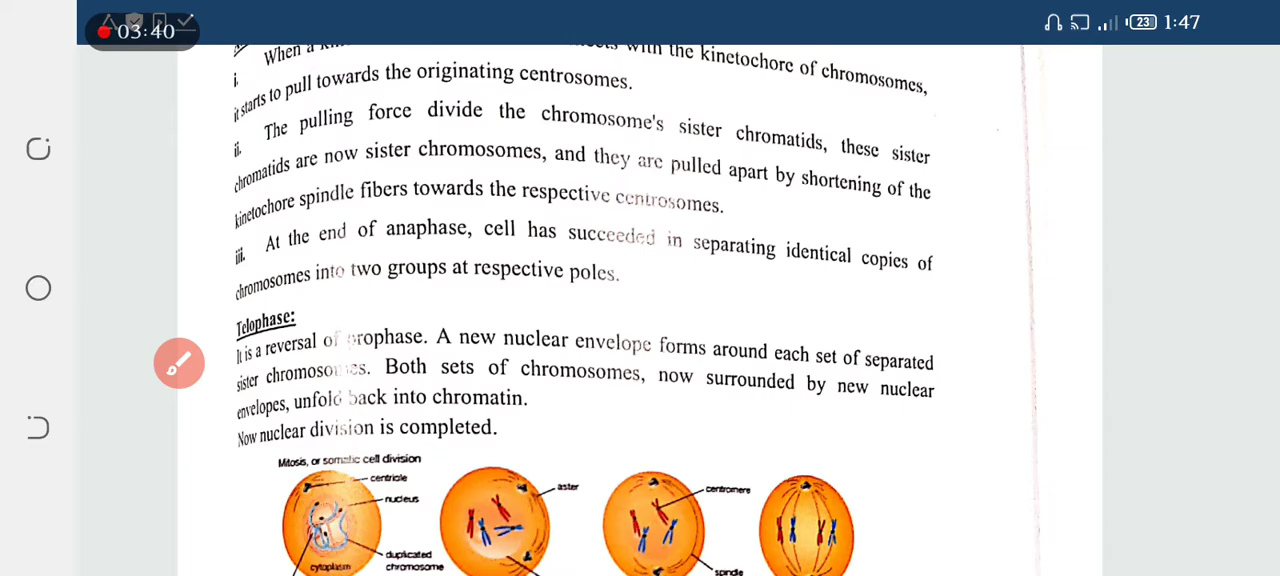 03:40
23 1:47
i. When a with the kinetochore of chromosomes,
it starts to pull towards the originating centrosomes.
ii. The pulling force divide the chromosome's sister chromatids, these sister
chromatids are now sister chromosomes, and they are pulled apart by shortening of the
kinetochore spindle fibers towards the respective centrosomes.
iii. At the end of anaphase, cell has succeeded in separating identical copies of
chromosomes into two groups at respective poles.
Telophase:
It is a reversal of prophase. A new nuclear envelope forms around each set of separated
sister chromosomes. Both sets of chromosomes, now surrounded by new nuclear
envelopes, unfold back into chromatin.
Now nuclear division is completed.
Mitosis, or somatic cell division
centriole
nucleus
duplicated
chromosome
cytoplasm
aster
centromere
spindle